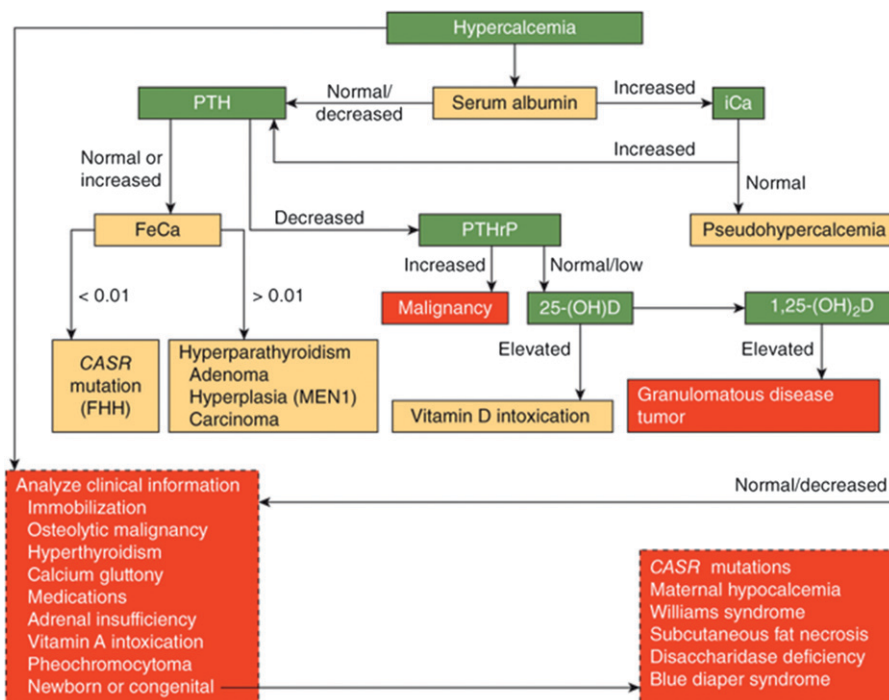 Hypercalcemia
PTH
Normal/
decreased
Serum albumin
Increased
iCa
Normal or
increased
Increased
Normal
FeCa
Decreased
PTHrP
Pseudohypercalcemia
Increased
Normal/low
< 0.01
> 0.01
Malignancy
25-(OH)D
1,25-(OH)₂D
CASR
mutation
(FHH)
Hyperparathyroidism
Adenoma
Hyperplasia (MEN1)
Carcinoma
Elevated
Elevated
Vitamin D intoxication
Granulomatous disease
tumor
Normal/decreased
Analyze clinical information
Immobilization
Osteolytic malignancy
Hyperthyroidism
Calcium gluttony
Medications
Adrenal insufficiency
Vitamin A intoxication
Pheochromocytoma
Newborn or congenital
CASR mutations
Maternal hypocalcemia
Williams syndrome
Subcutaneous fat necrosis
Disaccharidase deficiency
Blue diaper syndrome